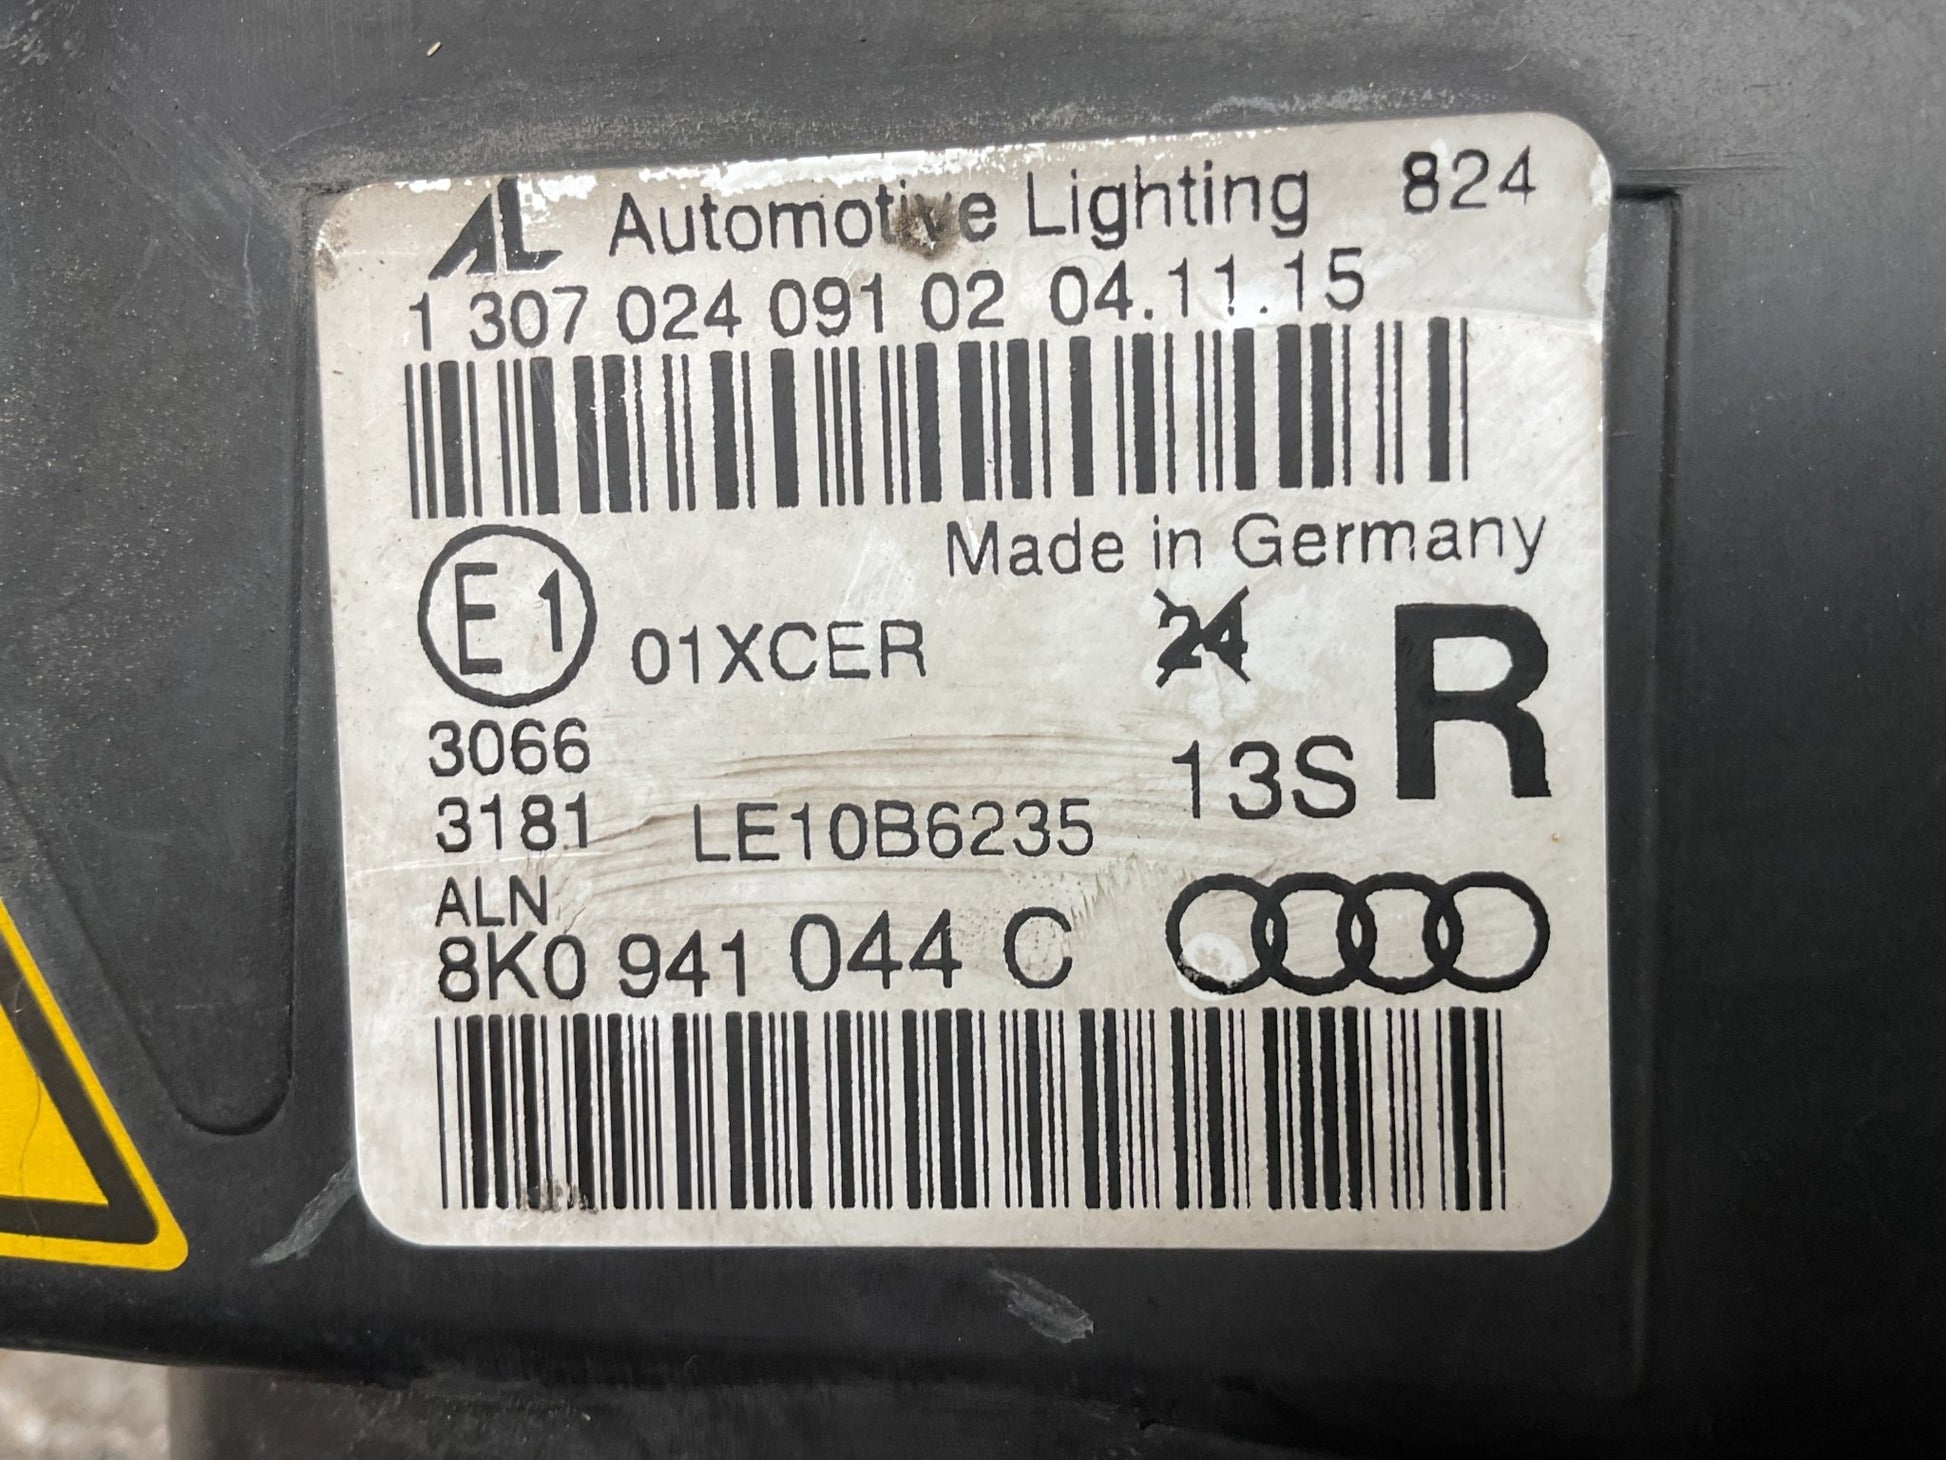 AL Automotive Lighting 824
1 307 024 091 02 04.11.15
Made in Germany
E1 01XCER 24 R
3066 13S
3181 LE10B6235
ALN
8K0 941 044 C